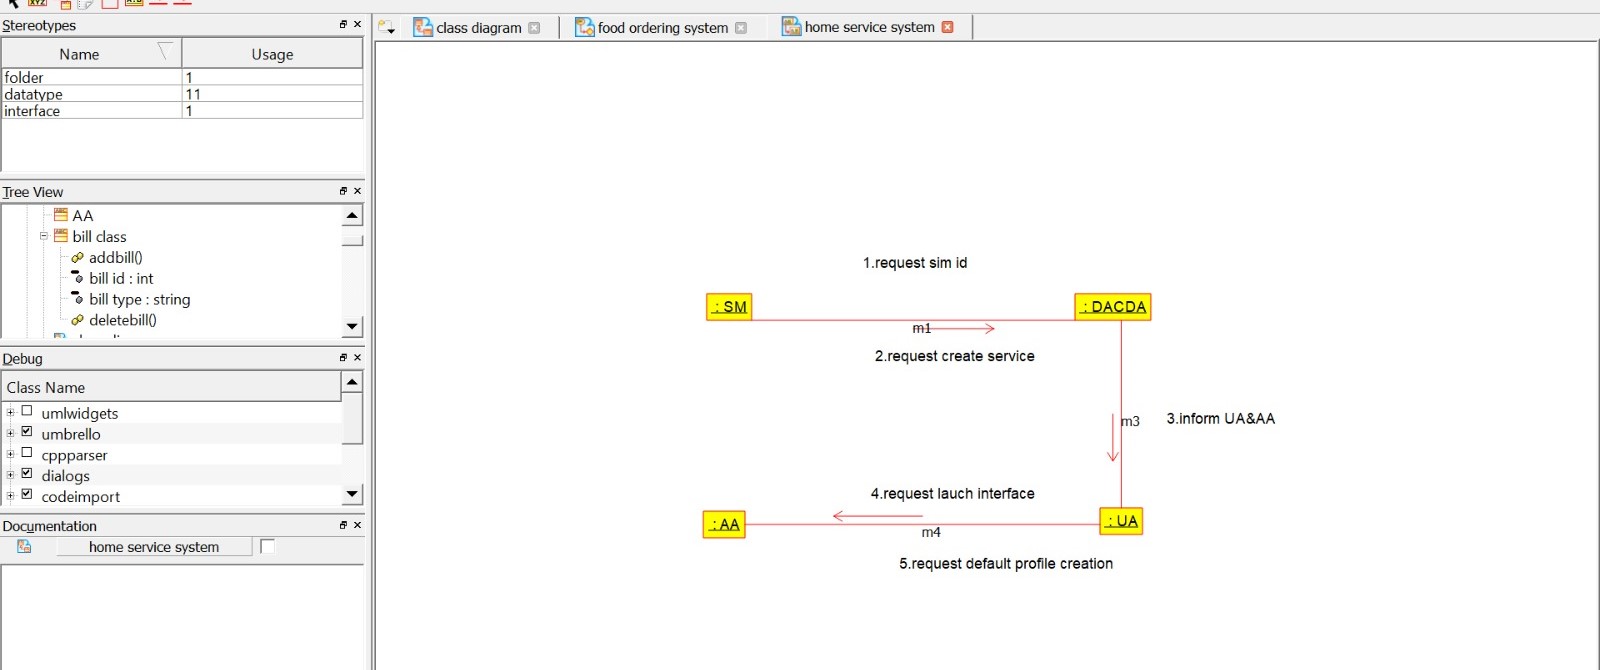 Stereotypes
Name Usage
folder 1
datatype 11
interface 1
Tree View
AA
bill class
addbill()
bill id : int
bill type : string
deletebill()
Debug
Class Name
umlwidgets
umbrello
cppparser
dialogs
codeimport
Documentation
home service system
class diagram
food ordering system
home service system
1.request sim id
: SM
: DACDA
m1
2.request create service
m3
3.inform UA&AA
4.request lauch interface
: AA
: UA
m4
5.request default profile creation